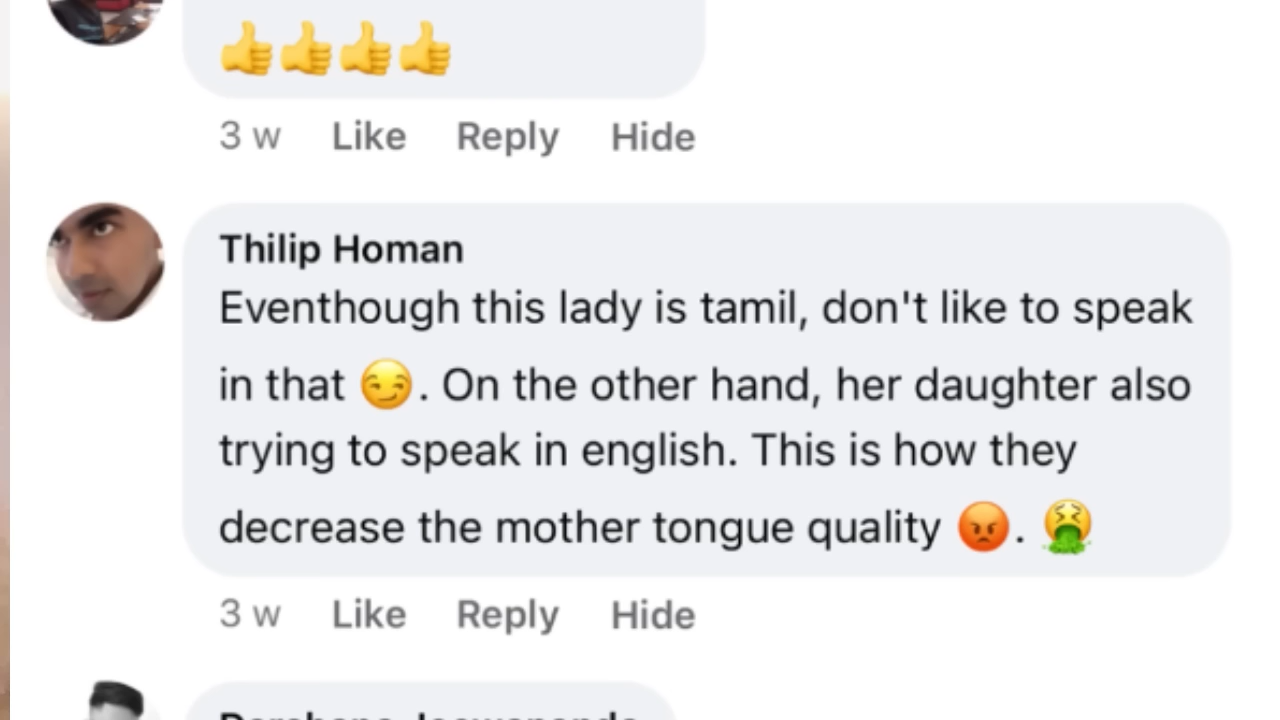 👍👍👍👍
3 w Like Reply Hide
Thilip Homan
Eventhough this lady is tamil, don't like to speak
in that 😏. On the other hand, her daughter also
trying to speak in english. This is how they
decrease the mother tongue quality 😡. 🤮
3 w Like Reply Hide